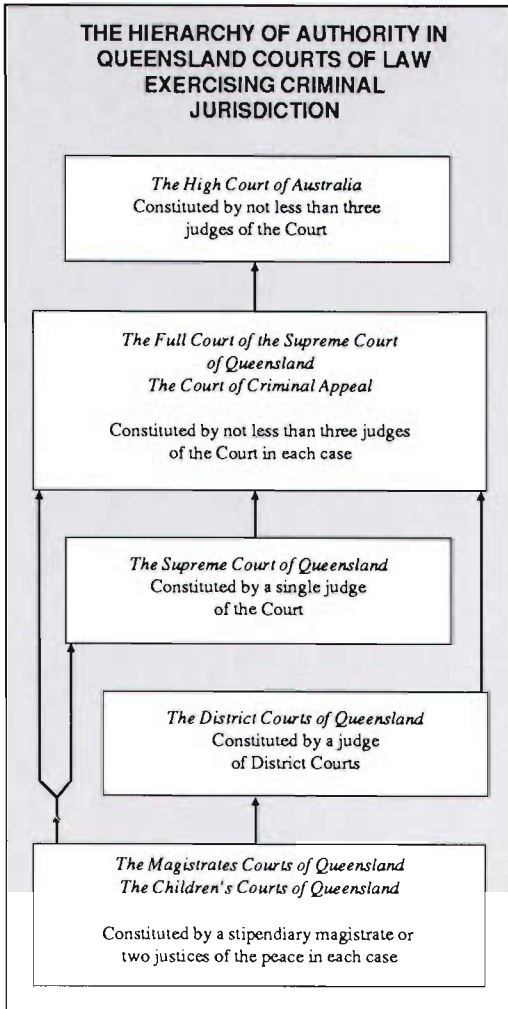 THE HIERARCHY OF AUTHORITY IN
QUEENSLAND COURTS OF LAW
EXERCISING CRIMINAL
JURISDICTION
The High Court of Australia
Constituted by not less than three
judges of the Court
The Full Court of the Supreme Court
of Queensland
The Court of Criminal Appeal
Constituted by not less than three judges
of the Court in each case
The Supreme Court of Queensland
Constituted by a single judge
of the Court
The District Courts of Queensland
Constituted by a judge
of District Courts
The Magistrates Courts of Queensland
The Children's Courts of Queensland
Constituted by a stipendiary magistrate or
two justices of the peace in each case